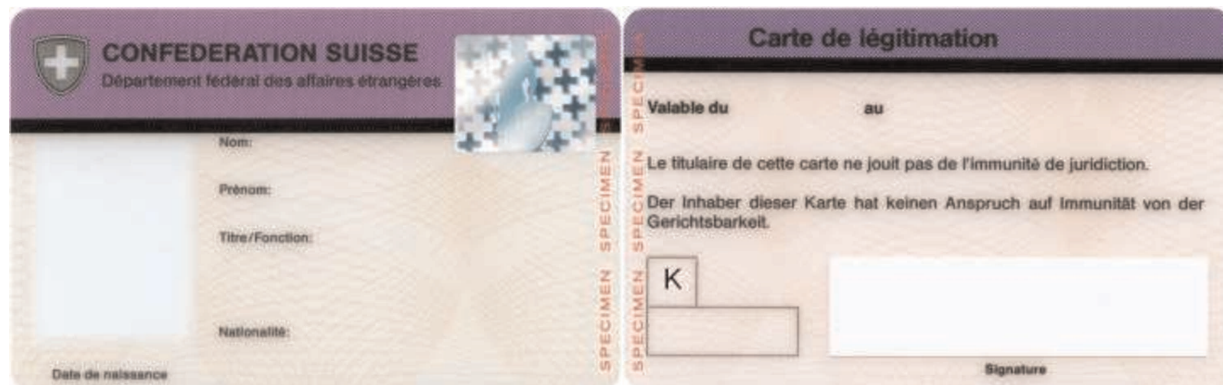 CONFEDERATION SUISSE
Département fédéral des affaires étrangères
Nom:
Prénom:
Titre/Fonction:
Nationalité:
Date de naissance
SPECIMEN SPECIMEN SPECIMEN
Carte de légitimation
Valable du au
Le titulaire de cette carte ne jouit pas de l'immunité de juridiction.
Der Inhaber dieser Karte hat keinen Anspruch auf Immunität von der
Gerichtsbarkeit.
K
Signature
SPECIMEN SPECIMEN SPECIMEN